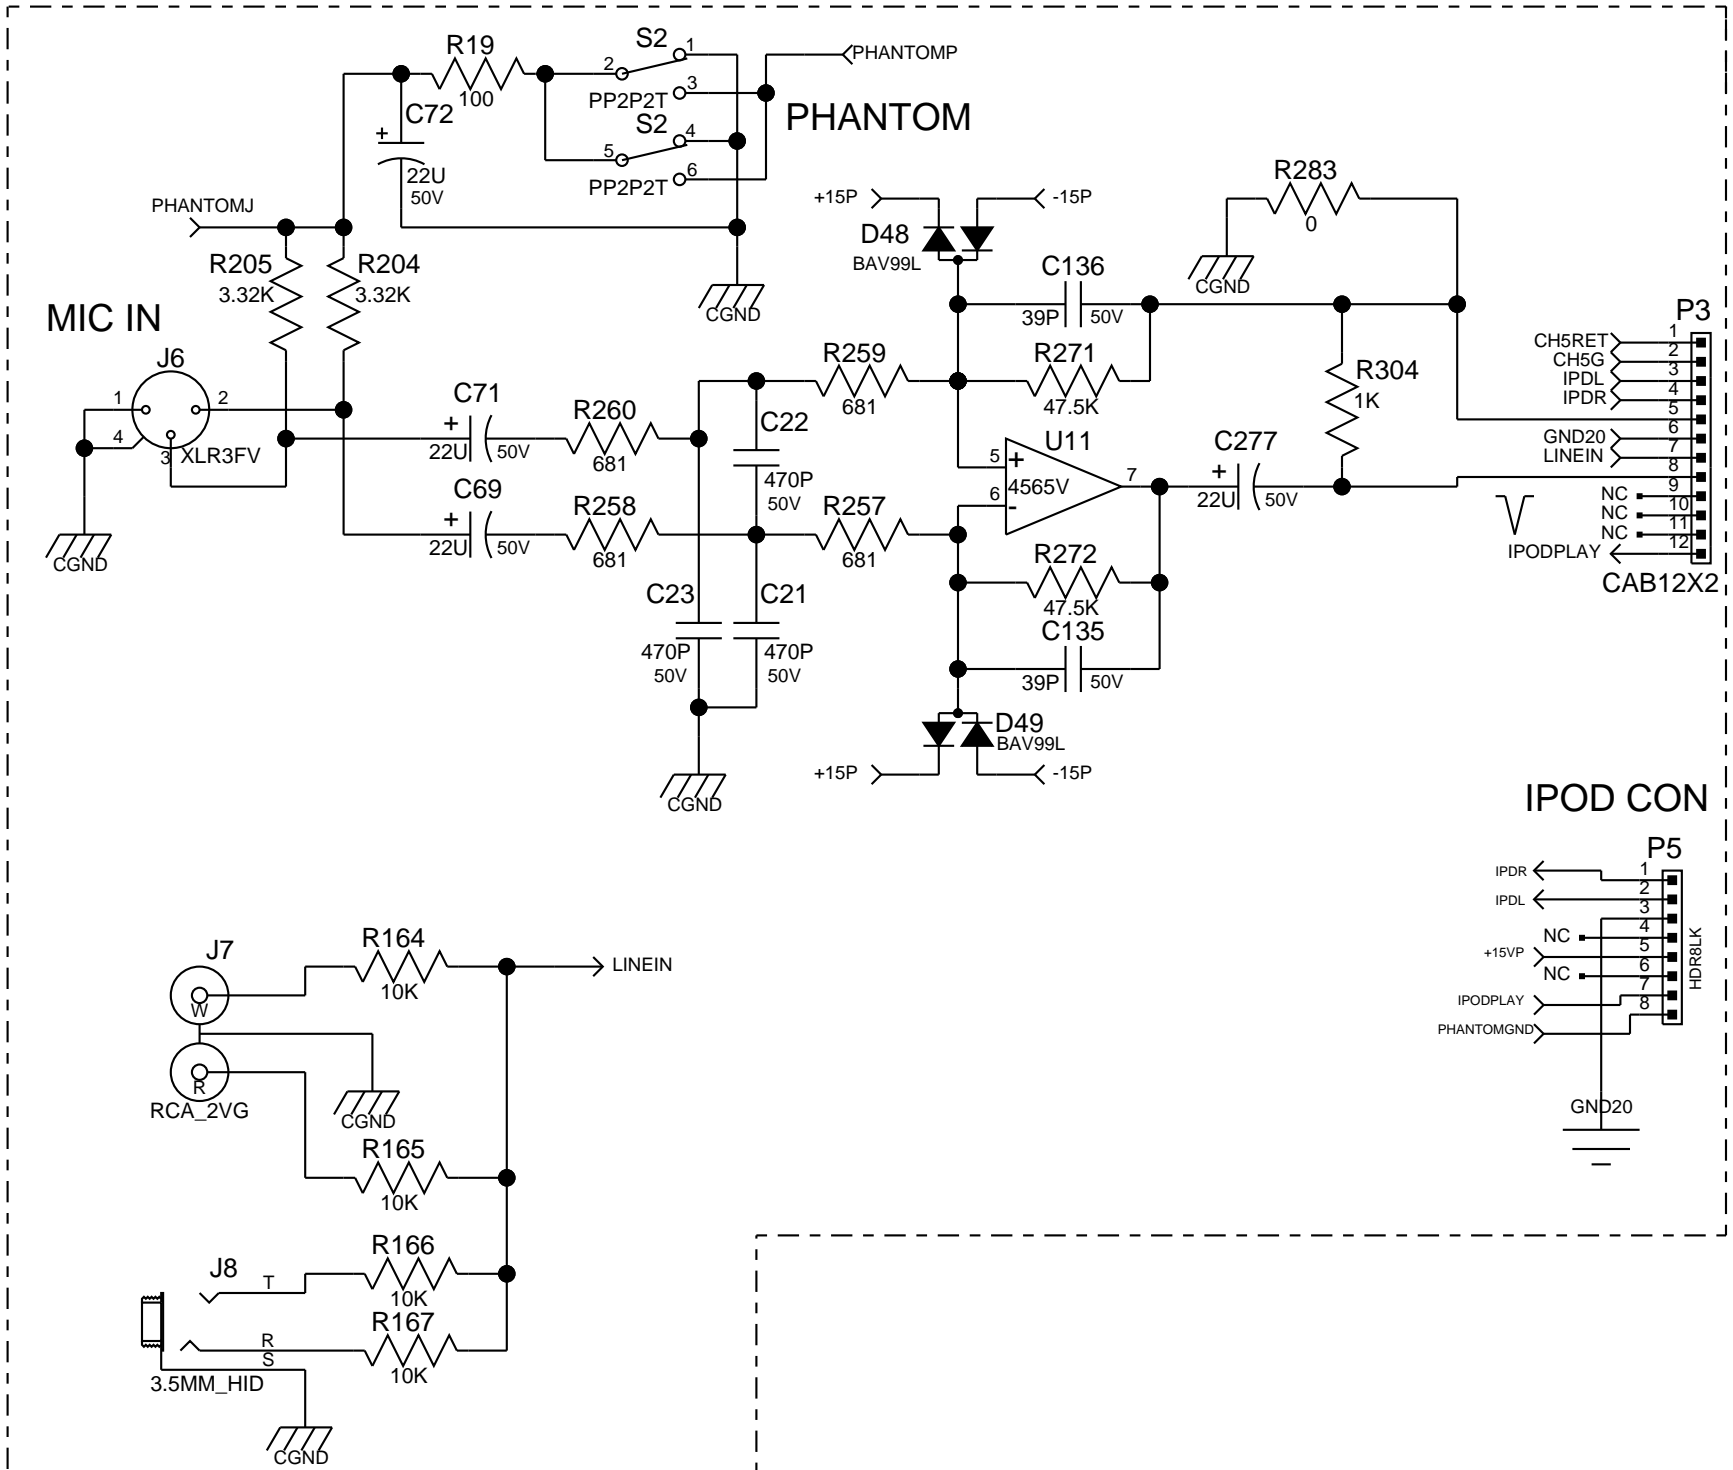 R19
100
C72
+
22U
50V
S2
1
2
3
PP2P2T
S2
4
5
6
PP2P2T
PHANTOMP
PHANTOM
PHANTOMJ
R205
3.32K
R204
3.32K
CGND
MIC IN
J6
1
2
3
4
XLR3FV
CGND
C71
+
22U
50V
R260
681
C69
+
22U
50V
R258
681
C22
470P
50V
C23
470P
50V
C21
470P
50V
CGND
R259
681
R257
681
+15P
-15P
D48
BAV99L
C136
39P
50V
R271
47.5K
U11
5
+
4565V
6
-
7
R272
47.5K
C135
39P
50V
D49
BAV99L
+15P
-15P
R283
0
CGND
R304
1K
C277
+
22U
50V
P3
CH5RET 1
CH5G 2
IPDL 3
IPDR 4
5
GND20 6
LINEIN 7
8
NC 9
NC 10
NC 11
IPODPLAY 12
CAB12X2
IPOD CON
P5
IPDR 1
IPDL 2
3
NC 4
+15VP 5
NC 6
IPODPLAY 7
PHANTOMGND 8
HDR8LK
GND20
J7
W
R
RCA_2VG
R164
10K
LINEIN
CGND
R165
10K
J8
T
R
S
3.5MM_HID
R166
10K
R167
10K
CGND